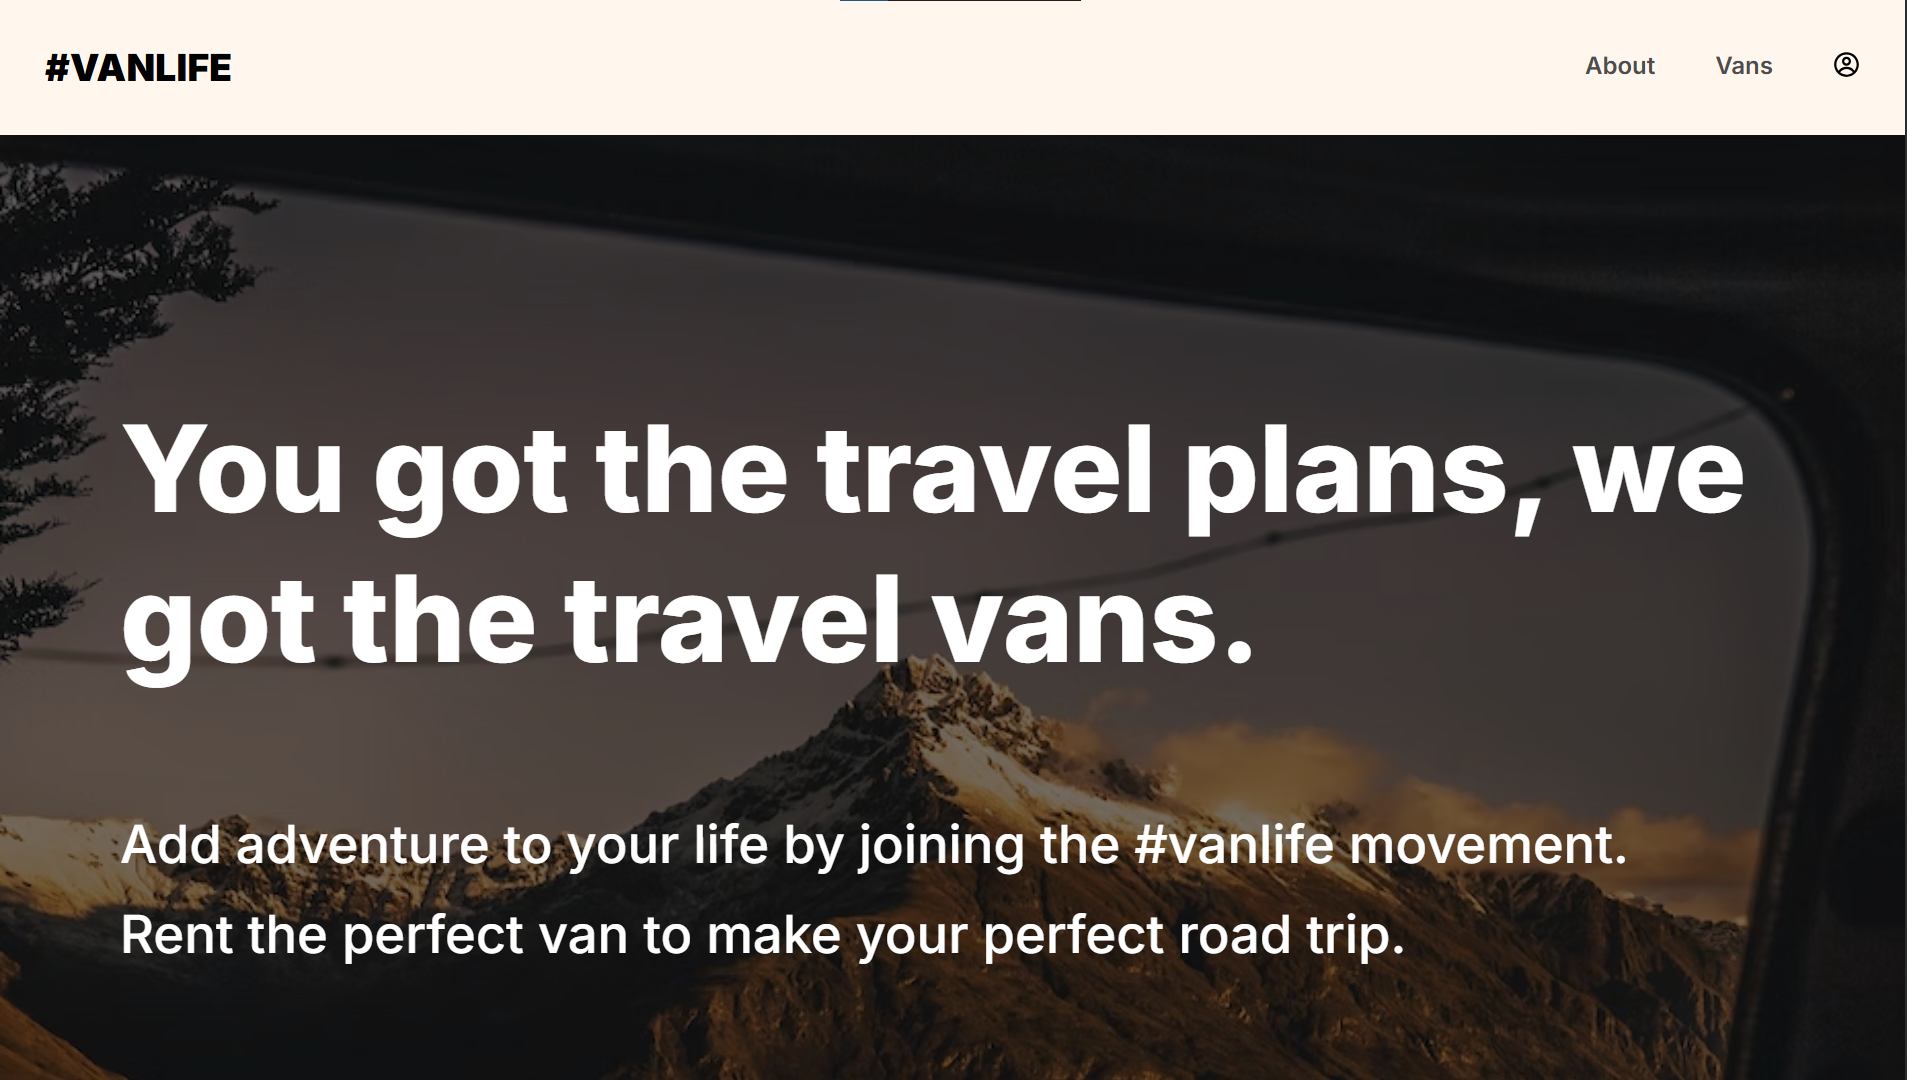 #VANLIFE
About
Vans
You got the travel plans, we
got the travel vans.
Add adventure to your life by joining the #vanlife movement.
Rent the perfect van to make your perfect road trip.